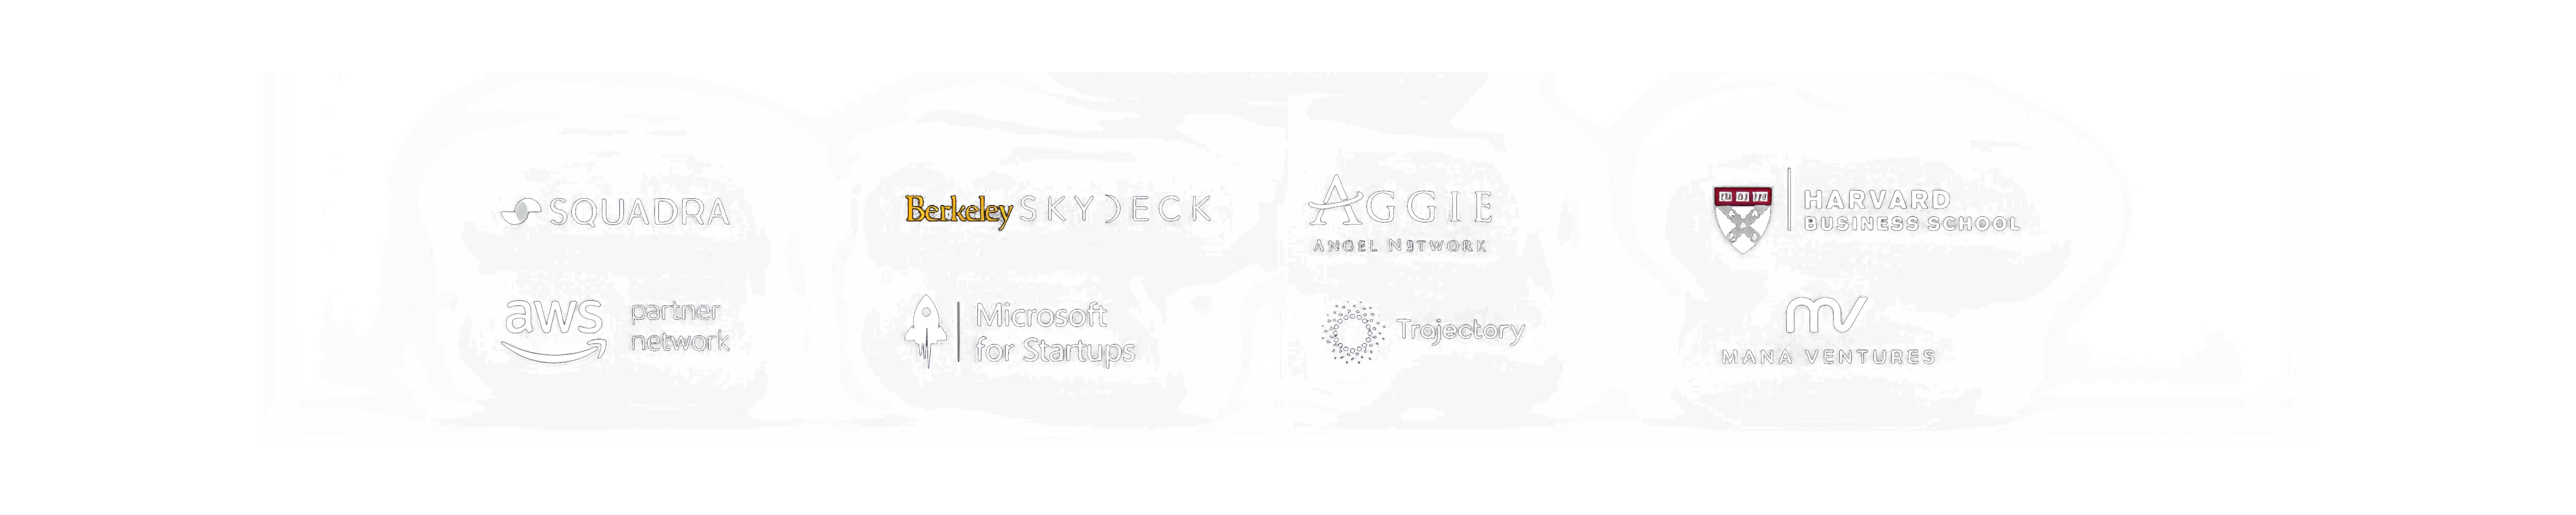 SQUADRA
Berkeley SKYDECK
AGGIE
ANGEL NETWORK
HARVARD
BUSINESS SCHOOL
aws partner
network
Microsoft
for Startups
Trajectory
MANA VENTURES